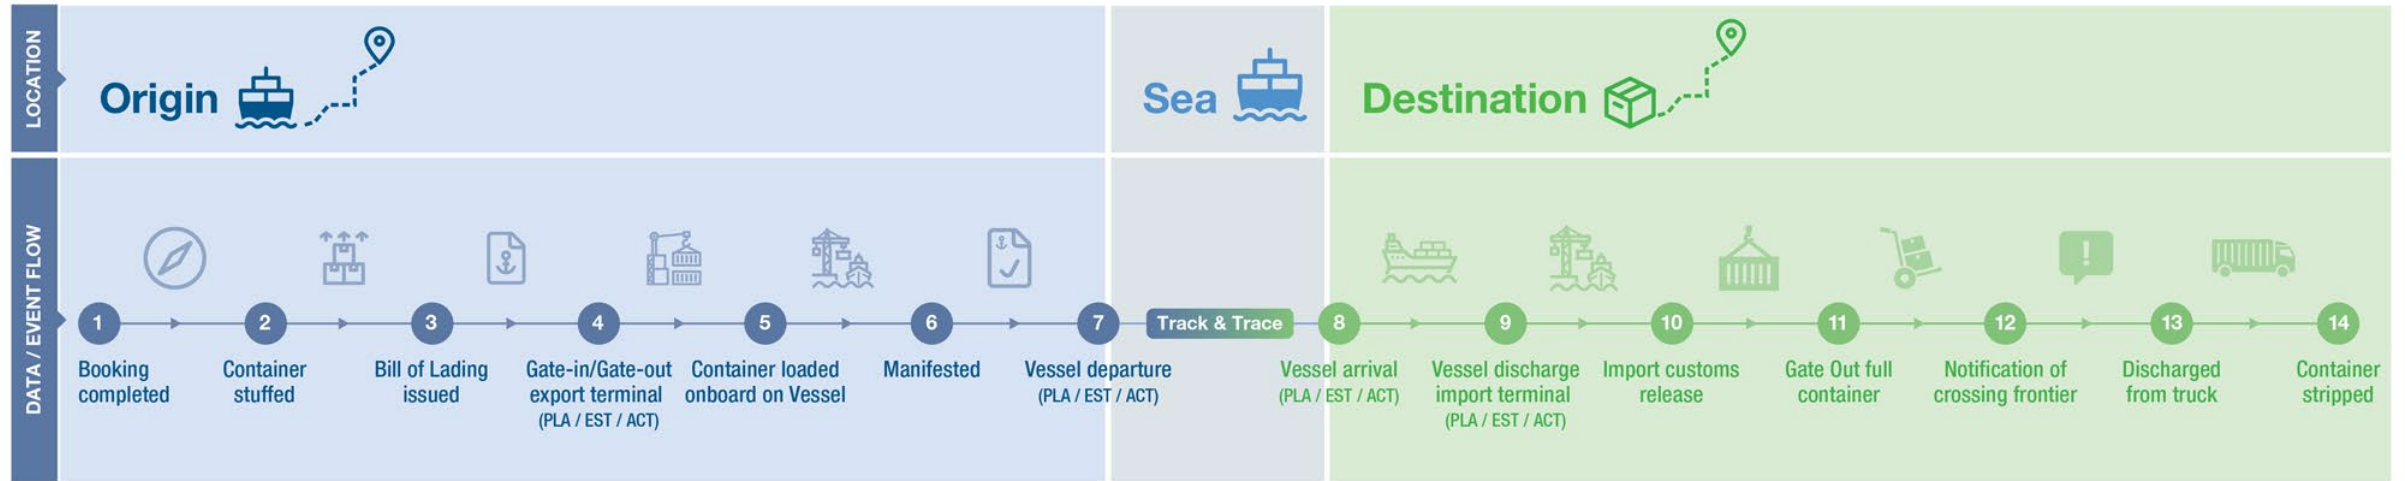 LOCATION
Origin
Sea
Destination
DATA / EVENT FLOW
1
Booking
completed
2
Container
stuffed
3
Bill of Lading
issued
4
Gate-in/Gate-out
export terminal
(PLA / EST / ACT)
5
Container loaded
onboard on Vessel
6
Manifested
7
Vessel departure
(PLA / EST / ACT)
Track & Trace
8
Vessel arrival
(PLA / EST / ACT)
9
Vessel discharge
import terminal
(PLA / EST / ACT)
10
Import customs
release
11
Gate Out full
container
12
Notification of
crossing frontier
!
13
Discharged
from truck
14
Container
stripped